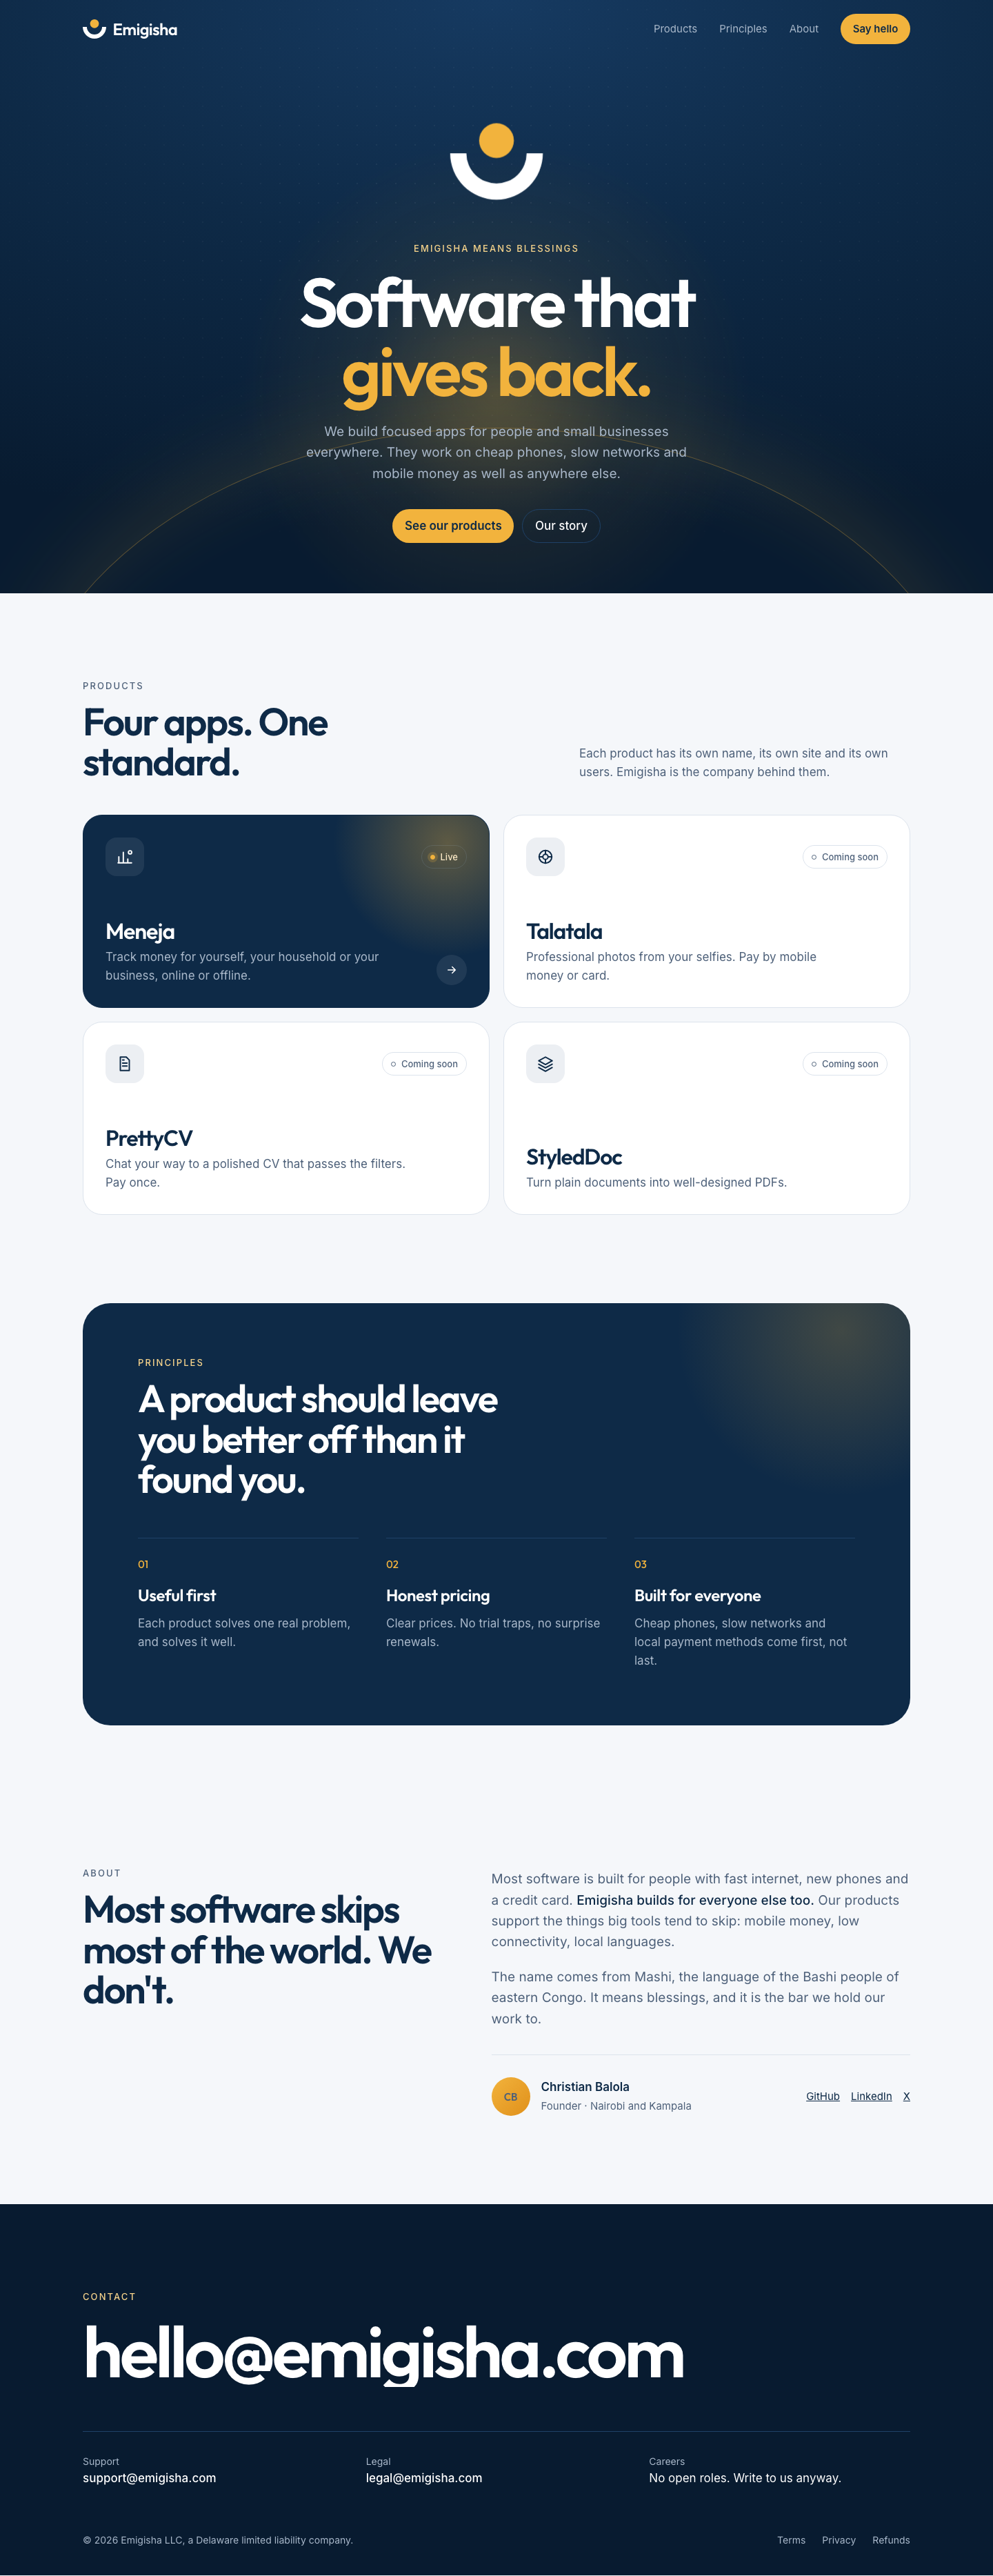 Emigisha
Products
Principles
About
Say hello
EMIGISHA MEANS BLESSINGS
Software that
gives back.
We build focused apps for people and small businesses
everywhere. They work on cheap phones, slow networks and
mobile money as well as anywhere else.
See our products
Our story
PRODUCTS
Four apps. One
standard.
Each product has its own name, its own site and its own
users. Emigisha is the company behind them.
Live
Meneja
Track money for yourself, your household or your
business, online or offline.
Coming soon
Talatala
Professional photos from your selfies. Pay by mobile
money or card.
Coming soon
PrettyCV
Chat your way to a polished CV that passes the filters.
Pay once.
Coming soon
StyledDoc
Turn plain documents into well-designed PDFs.
PRINCIPLES
A product should leave
you better off than it
found you.
01
Useful first
Each product solves one real problem,
and solves it well.
02
Honest pricing
Clear prices. No trial traps, no surprise
renewals.
03
Built for everyone
Cheap phones, slow networks and
local payment methods come first, not
last.
ABOUT
Most software skips
most of the world. We
don't.
Most software is built for people with fast internet, new phones and
a credit card. Emigisha builds for everyone else too. Our products
support the things big tools tend to skip: mobile money, low
connectivity, local languages.
The name comes from Mashi, the language of the Bashi people of
eastern Congo. It means blessings, and it is the bar we hold our
work to.
CB
Christian Balola
Founder · Nairobi and Kampala
GitHub
LinkedIn
X
CONTACT
hello@emigisha.com
Support
support@emigisha.com
Legal
legal@emigisha.com
Careers
No open roles. Write to us anyway.
© 2026 Emigisha LLC, a Delaware limited liability company.
Terms
Privacy
Refunds